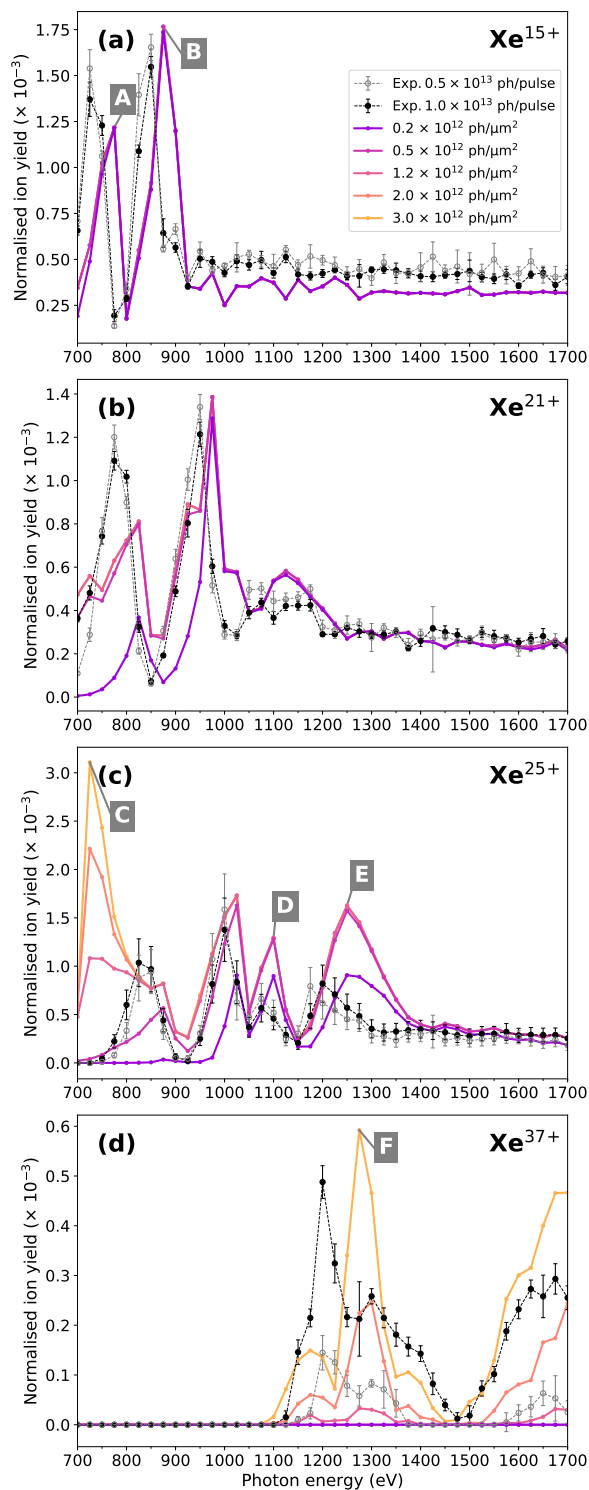 (a)
Xe15+
A
B
Exp. 0.5 × 10^13 ph/pulse
Exp. 1.0 × 10^13 ph/pulse
0.2 × 10^12 ph/μm²
0.5 × 10^12 ph/μm²
1.2 × 10^12 ph/μm²
2.0 × 10^12 ph/μm²
3.0 × 10^12 ph/μm²
Normalised ion yield (× 10^−3)
1.75
1.50
1.25
1.00
0.75
0.50
0.25
700 800 900 1000 1100 1200 1300 1400 1500 1600 1700
(b)
Xe21+
Normalised ion yield (× 10^−3)
1.4
1.2
1.0
0.8
0.6
0.4
0.2
0.0
700 800 900 1000 1100 1200 1300 1400 1500 1600 1700
(c)
Xe25+
C
D
E
Normalised ion yield (× 10^−3)
3.0
2.5
2.0
1.5
1.0
0.5
0.0
700 800 900 1000 1100 1200 1300 1400 1500 1600 1700
(d)
Xe37+
F
Normalised ion yield (× 10^−3)
0.6
0.5
0.4
0.3
0.2
0.1
0.0
700 800 900 1000 1100 1200 1300 1400 1500 1600 1700
Photon energy (eV)